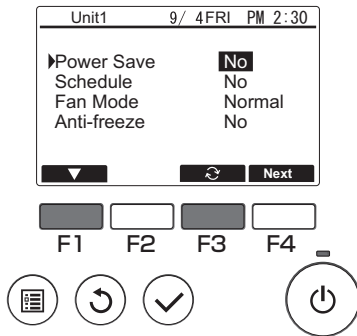 Unit1 9/ 4FRI PM 2:30
Power Save No
Schedule No
Fan Mode Normal
Anti-freeze No
Next
F1 F2 F3 F4